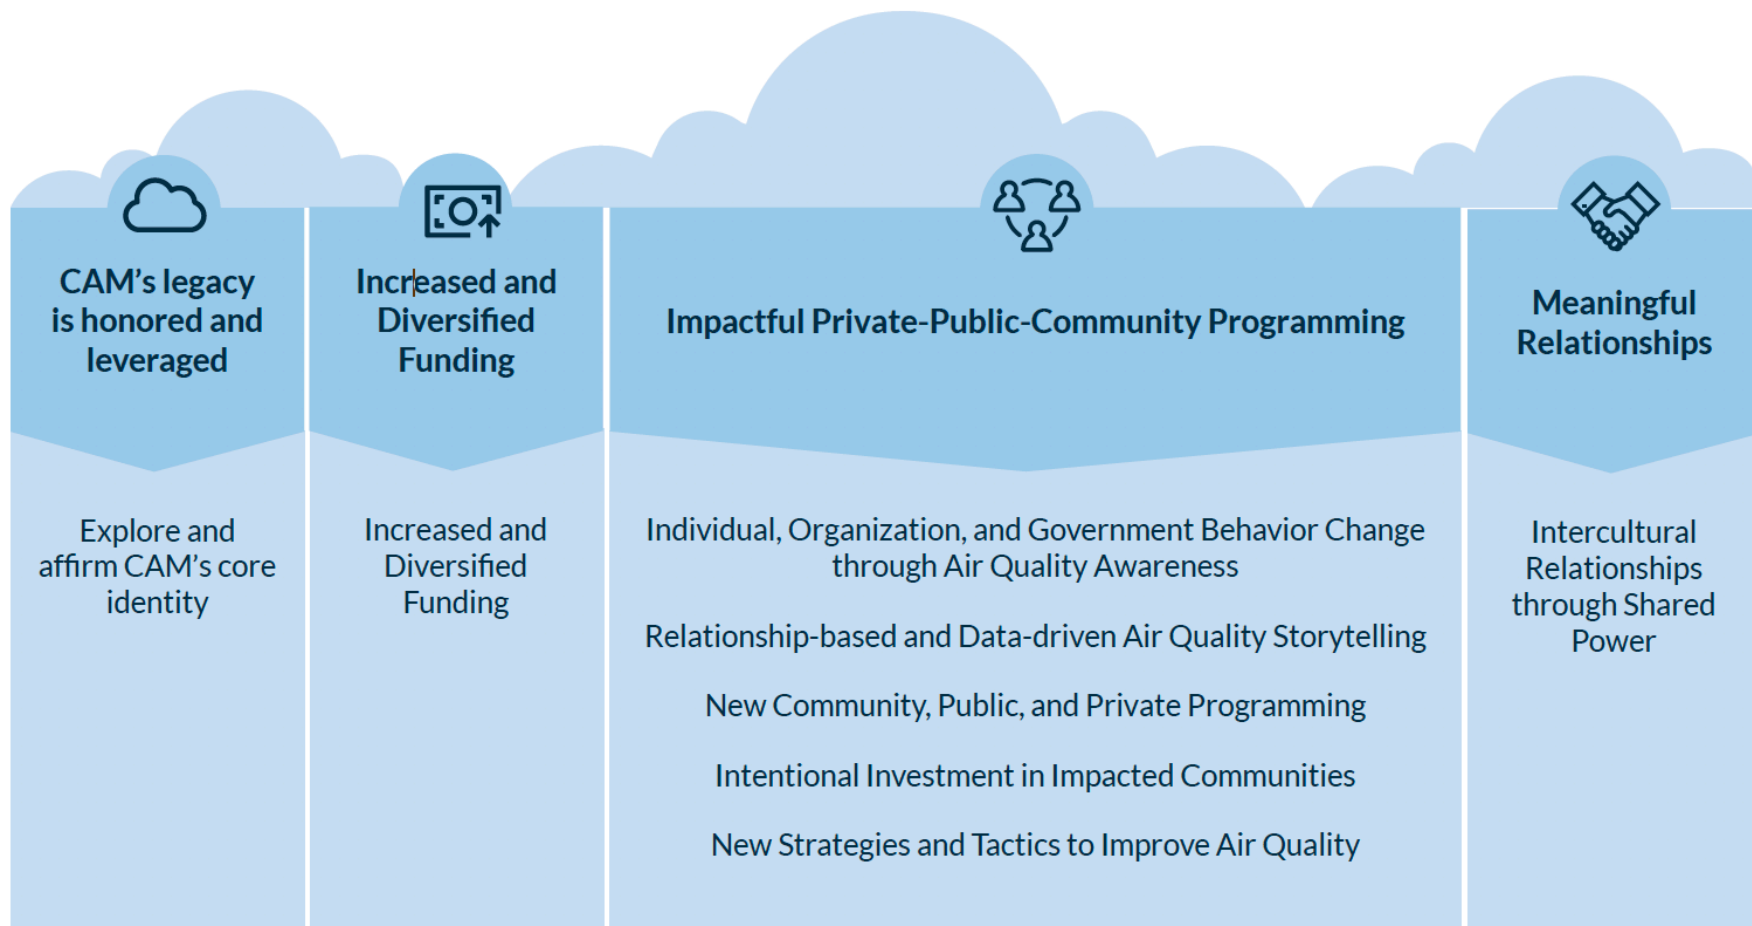 CAM’s legacy
is honored and
leveraged
Explore and
affirm CAM’s core
identity
Increased and
Diversified
Funding
Increased and
Diversified
Funding
Impactful Private-Public-Community Programming
Individual, Organization, and Government Behavior Change
through Air Quality Awareness
Relationship-based and Data-driven Air Quality Storytelling
New Community, Public, and Private Programming
Intentional Investment in Impacted Communities
New Strategies and Tactics to Improve Air Quality
Meaningful
Relationships
Intercultural
Relationships
through Shared
Power